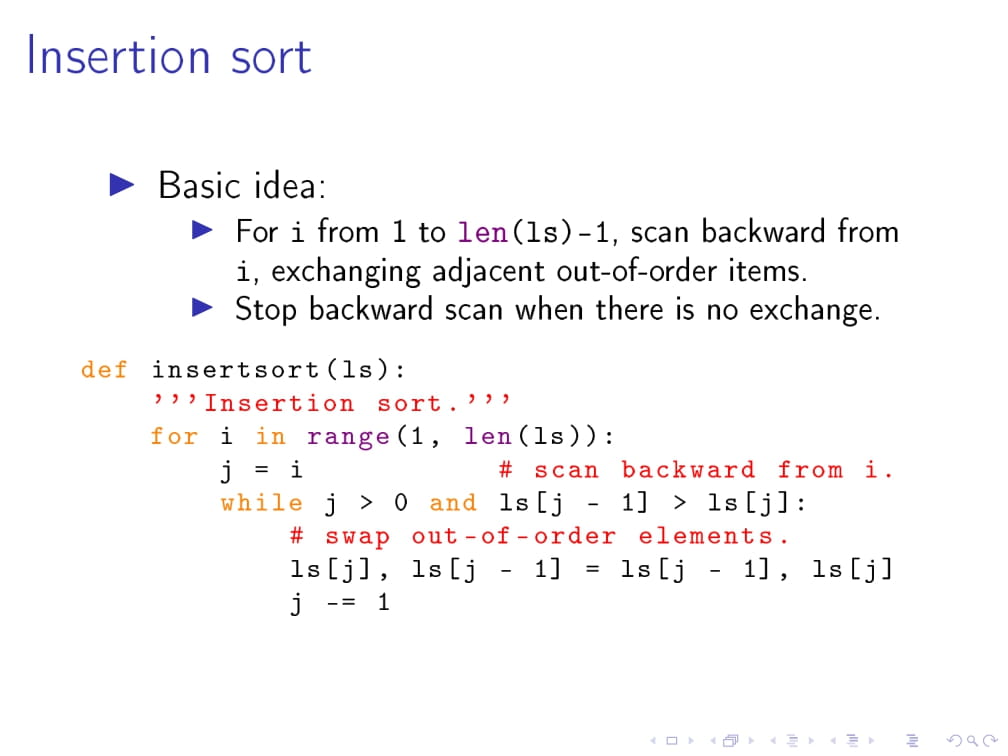 Insertion sort
Basic idea:
For i from 1 to len(ls)-1, scan backward from
i, exchanging adjacent out-of-order items.
Stop backward scan when there is no exchange.
def insertsort(ls):
    '''Insertion sort.'''
    for i in range(1, len(ls)):
        j = i           # scan backward from i.
        while j > 0 and ls[j - 1] > ls[j]:
            # swap out-of-order elements.
            ls[j], ls[j - 1] = ls[j - 1], ls[j]
            j -= 1